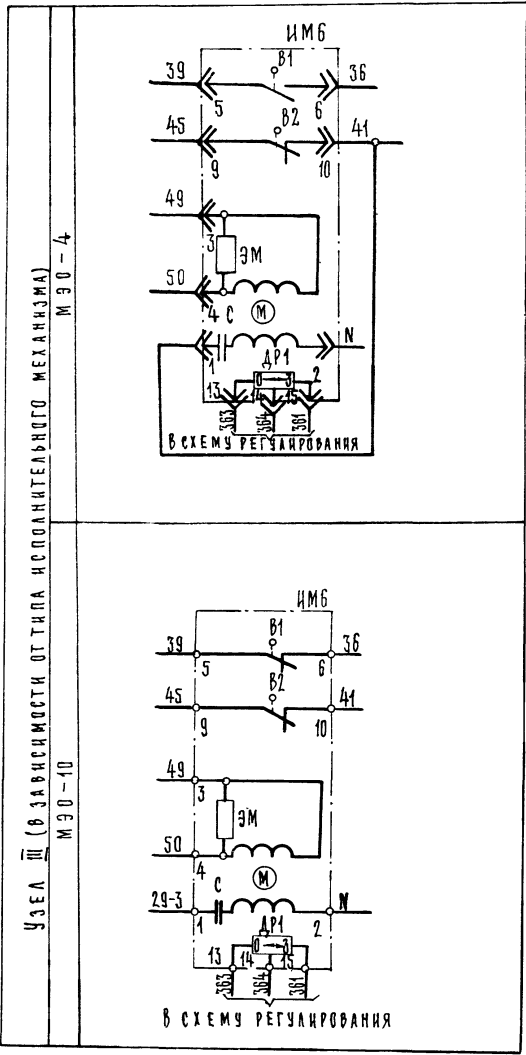 УЗЕЛ III (В ЗАВИСИМОСТИ ОТ ТИПА ИСПОЛНИТЕЛЬНОГО МЕХАНИЗМА)
МЭО-4
ИМ6
39
В1
36
5
6
45
В2
41
9
10
49
3
ЭМ
50
4
С
М
N
1
ДР1
2
13
0
З
14
15
363
364
361
В СХЕМУ РЕГУЛИРОВАНИЯ
МЭО-10
ИМ6
39
В1
36
5
6
45
В2
41
9
10
49
3
ЭМ
50
4
С
М
29-3
N
1
ДР1
2
13
0
З
14
15
363
364
361
В СХЕМУ РЕГУЛИРОВАНИЯ